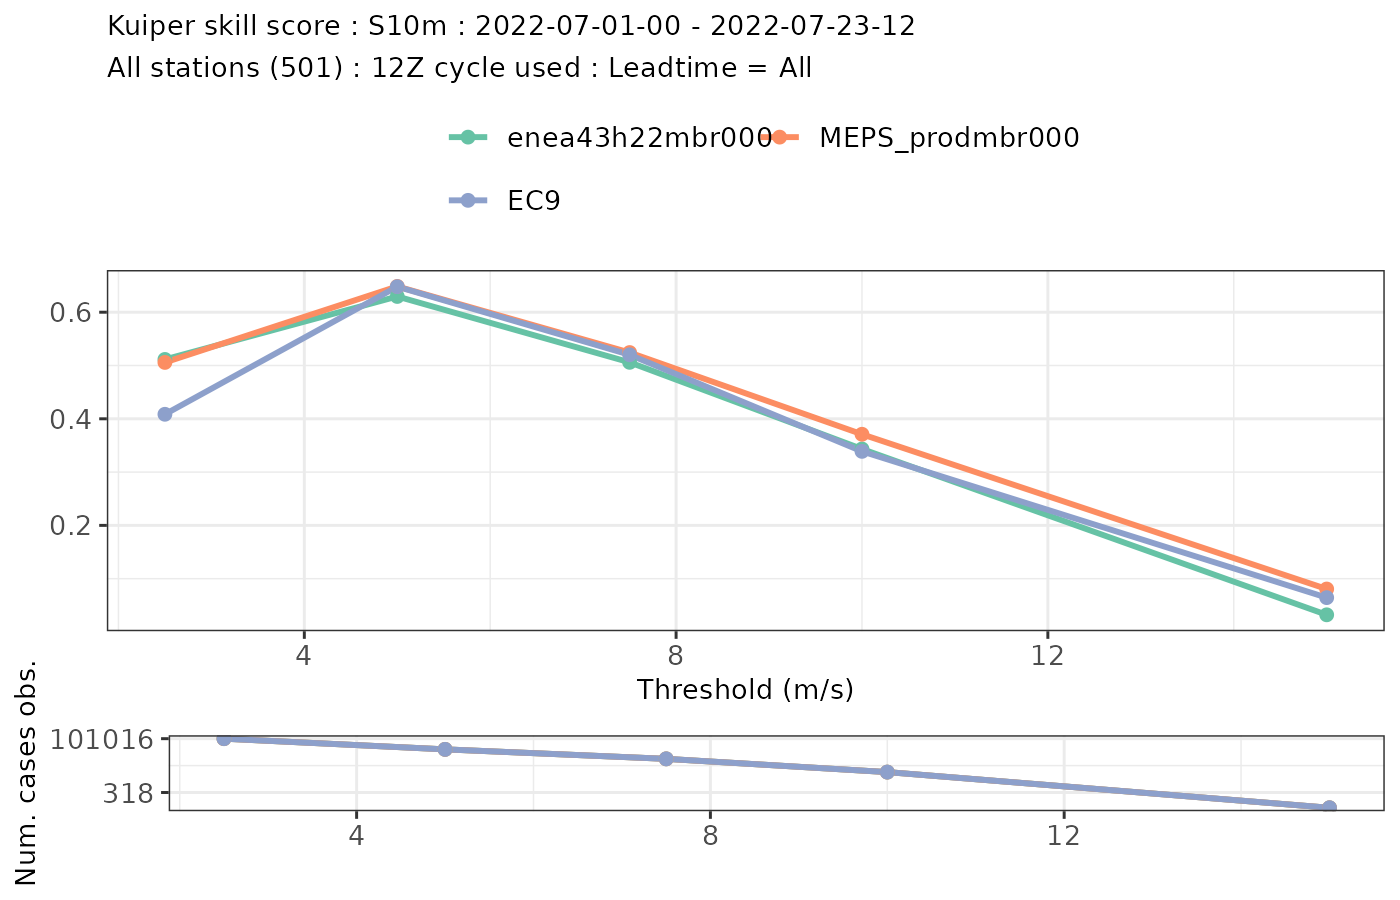 Kuiper skill score : S10m : 2022-07-01-00 - 2022-07-23-12
All stations (501) : 12Z cycle used : Leadtime = All
enea43h22mbr000 MEPS_prodmbr000
EC9
0.6
0.4
0.2
4 8 12
Threshold (m/s)
Num. cases obs.
101016
318
4 8 12